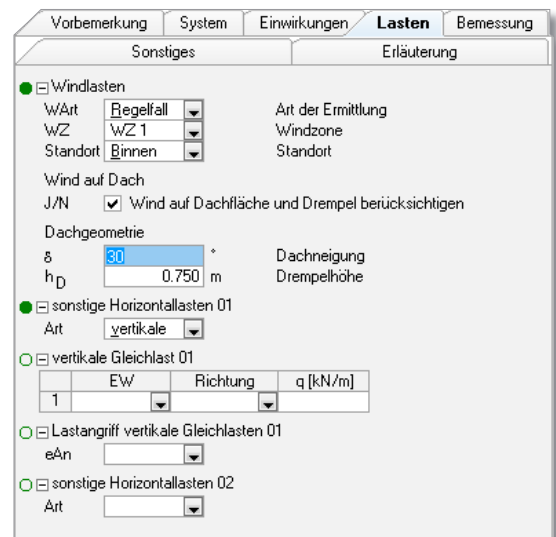 Vorbemerkung System Einwirkungen Lasten Bemessung
Sonstiges Erläuterung
Windlasten
WArt Regelfall Art der Ermittlung
WZ WZ 1 Windzone
Standort Binnen Standort
Wind auf Dach
J/N Wind auf Dachfläche und Drempel berücksichtigen
Dachgeometrie
δ 30 ° Dachneigung
hD 0.750 m Drempelhöhe
sonstige Horizontallasten 01
Art vertikale
vertikale Gleichlast 01
EW Richtung q [kN/m]
1
Lastangriff vertikale Gleichlasten 01
eAn
sonstige Horizontallasten 02
Art